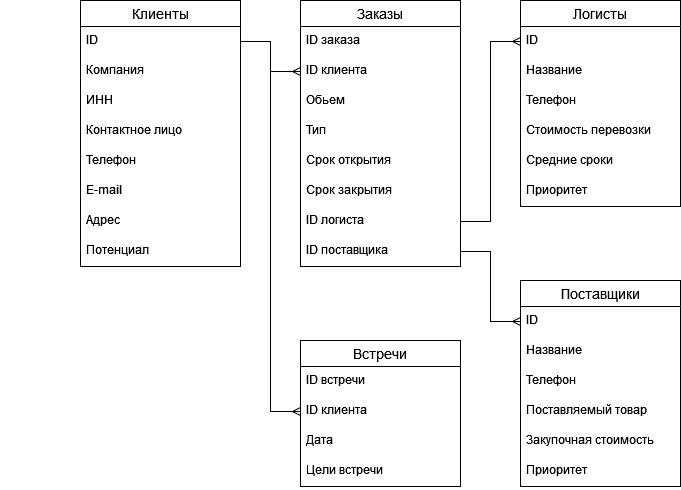 Клиенты
ID
Компания
ИНН
Контактное лицо
Телефон
E-mail
Адрес
Потенциал
Заказы
ID заказа
ID клиента
Обьем
Тип
Срок открытия
Срок закрытия
ID логиста
ID поставщика
Логисты
ID
Название
Телефон
Стоимость перевозки
Средние сроки
Приоритет
Встречи
ID встречи
ID клиента
Дата
Цели встречи
Поставщики
ID
Название
Телефон
Поставляемый товар
Закупочная стоимость
Приоритет